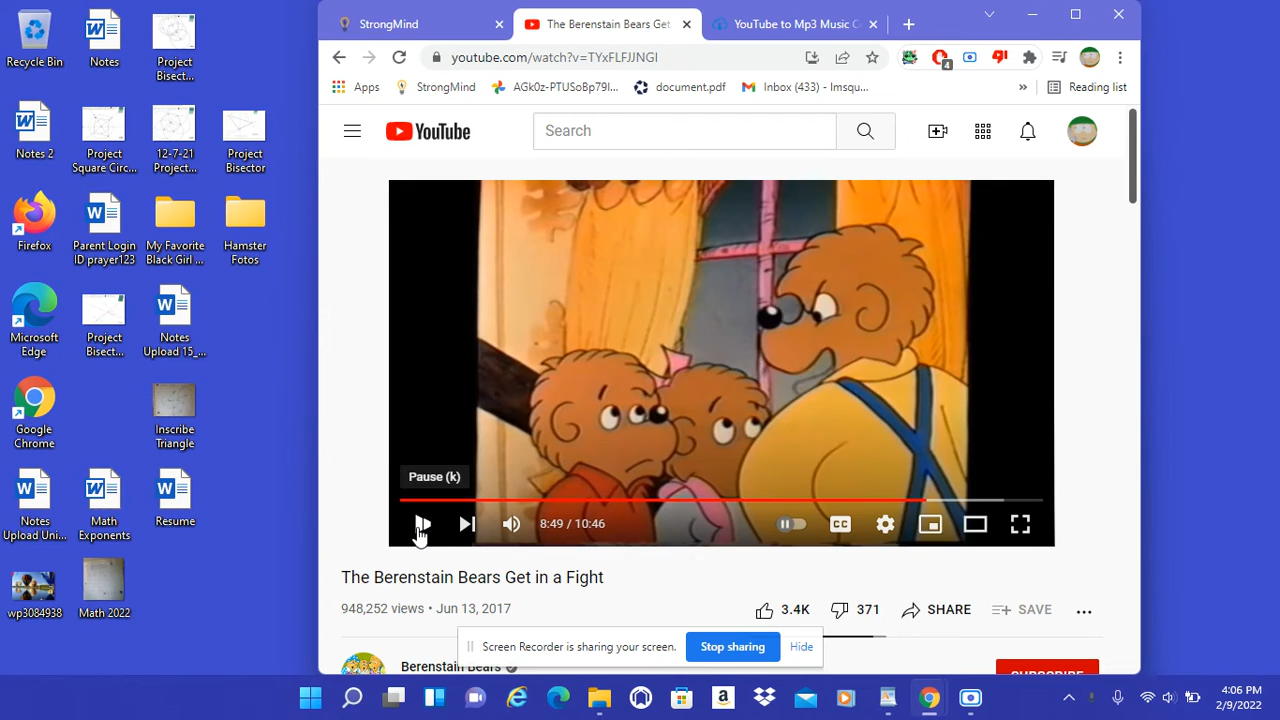 StrongMind
The Berenstain Bears Get
YouTube to Mp3 Music C
youtube.com/watch?v=TYxFLFJJNGI
4
Apps
StrongMind
AGk0z-PTUSoBp79I...
document.pdf
Inbox (433) - lmsqu...
»
Reading list
YouTube
Search
Pause (k)
8:49 / 10:46
CC
The Berenstain Bears Get in a Fight
948,252 views • Jun 13, 2017
3.4K
371
SHARE
SAVE
Screen Recorder is sharing your screen.
Stop sharing
Hide
Berenstain Bears
SUBSCRIBE
Recycle Bin
Notes
Project
Bisect...
Notes 2
Project
Square Circ...
12-7-21
Project...
Project
Bisector
Firefox
Parent Login
ID prayer123
My Favorite
Black Girl ...
Hamster
Fotos
Microsoft
Edge
Project
Bisect...
Notes
Upload 15_...
Google
Chrome
Inscribe
Triangle
Notes
Upload Uni...
Math
Exponents
Resume
wp3084938
Math 2022
4:06 PM
2/9/2022